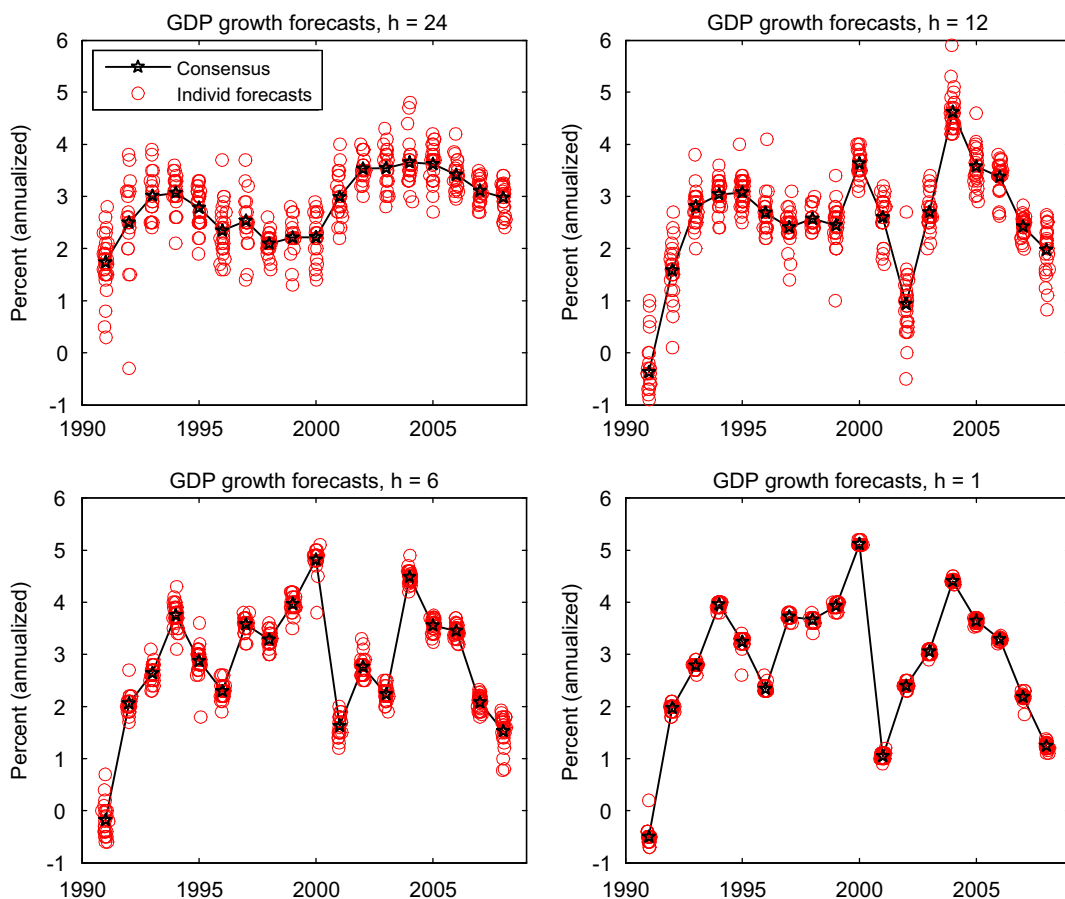 GDP growth forecasts, h = 24
6
5
4
3
2
1
0
-1
Percent (annualized)
Consensus
Individ forecasts
1990 1995 2000 2005
GDP growth forecasts, h = 12
6
5
4
3
2
1
0
-1
Percent (annualized)
1990 1995 2000 2005
GDP growth forecasts, h = 6
6
5
4
3
2
1
0
-1
Percent (annualized)
1990 1995 2000 2005
GDP growth forecasts, h = 1
6
5
4
3
2
1
0
-1
Percent (annualized)
1990 1995 2000 2005